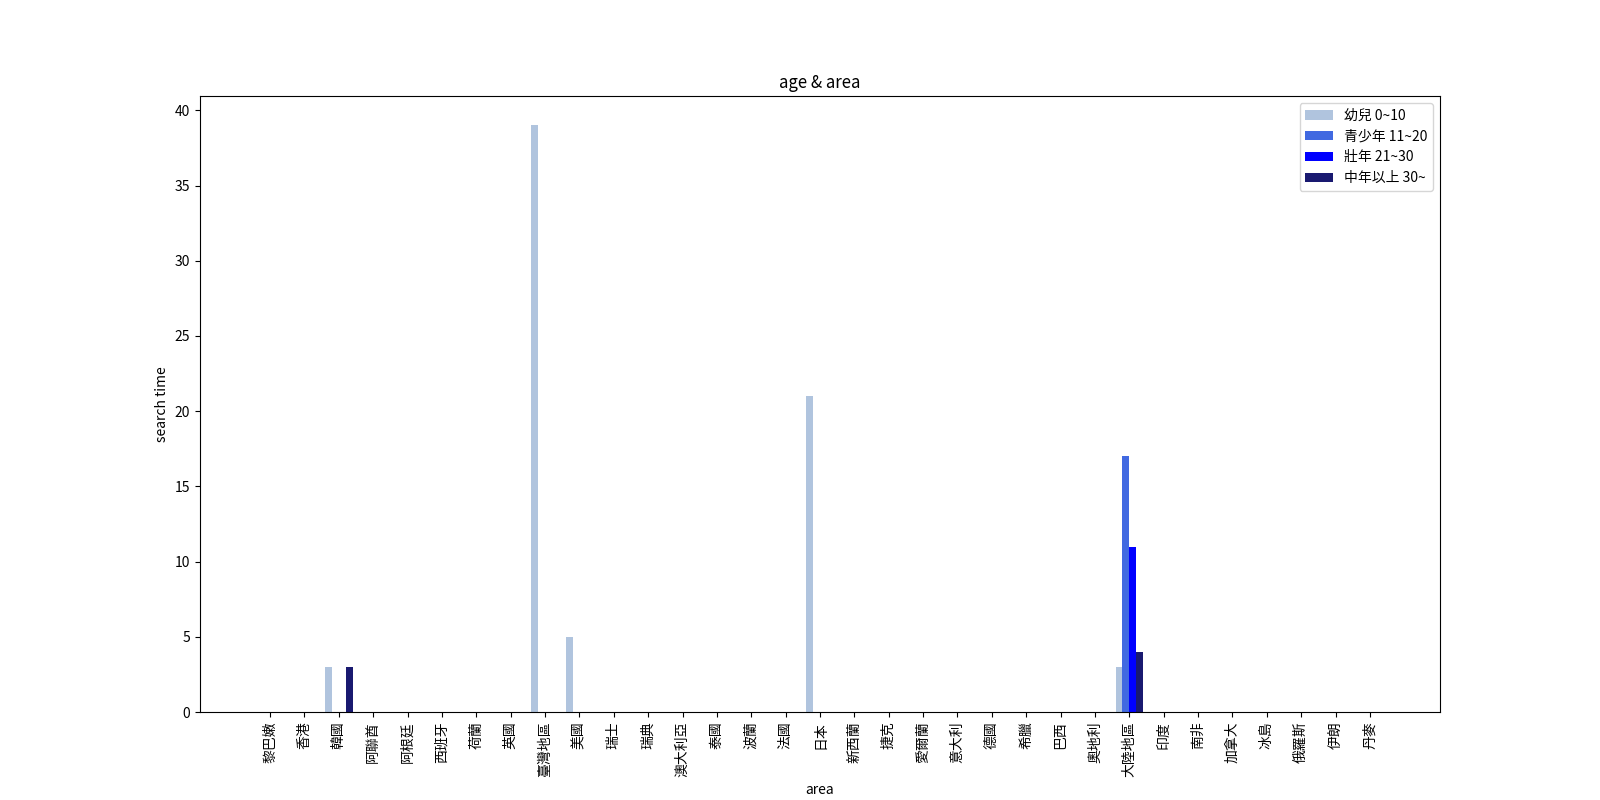 age & area
幼兒 0~10
青少年 11~20
壯年 21~30
中年以上 30~
40
35
30
25
20
15
10
5
0
search time
黎巴嫩
香港
韓國
阿聯酋
阿根廷
西班牙
荷蘭
英國
臺灣地區
美國
瑞士
瑞典
澳大利亞
泰國
波蘭
法國
日本
新西蘭
捷克
愛爾蘭
意大利
德國
希臘
巴西
奧地利
大陸地區
印度
南非
加拿大
冰島
俄羅斯
伊朗
丹麥
area